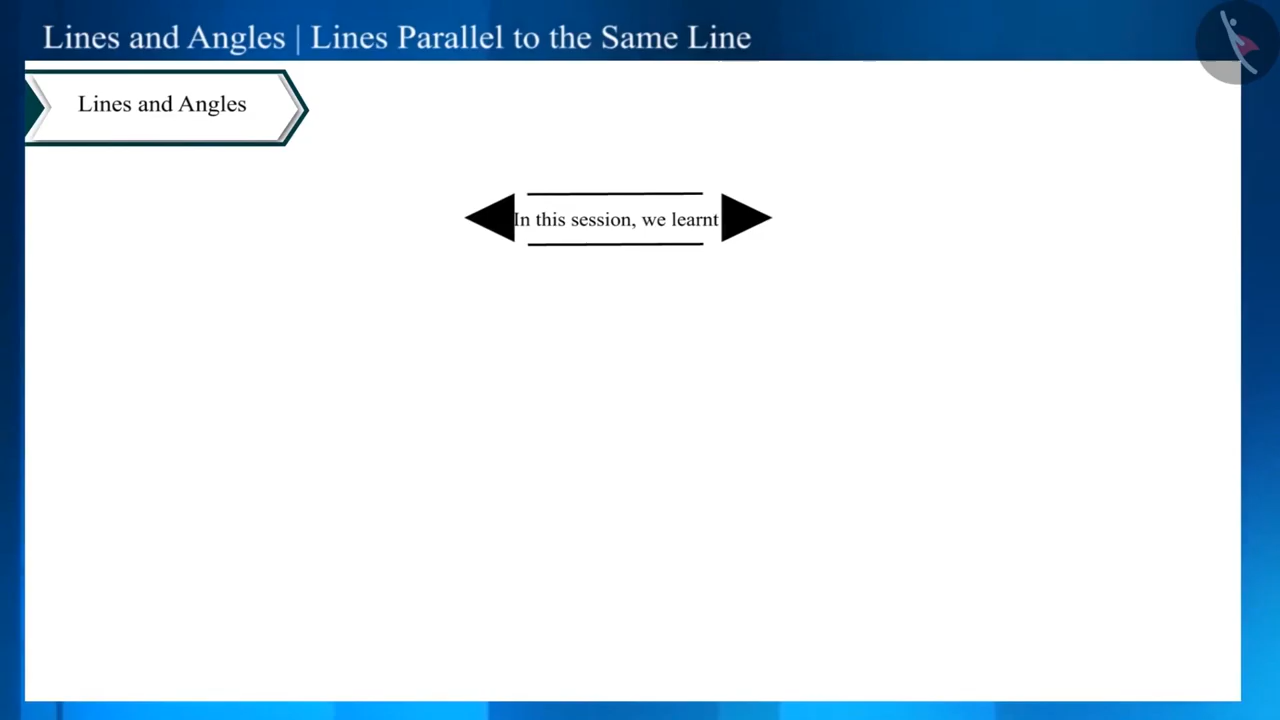 Lines and Angles | Lines Parallel to the Same Line
Lines and Angles
In this session, we learnt